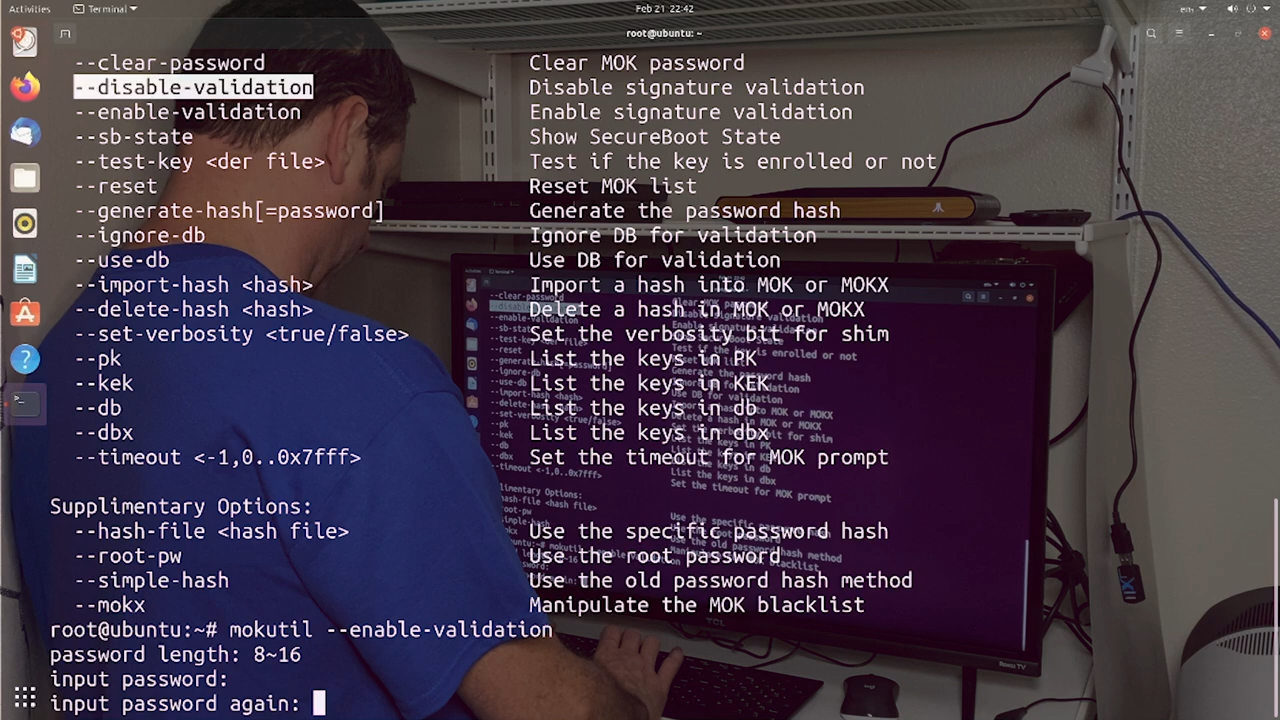 Activities Terminal Feb 21 22:42 en
root@ubuntu: ~
--clear-password Clear MOK password
--disable-validation Disable signature validation
--enable-validation Enable signature validation
--sb-state Show SecureBoot State
--test-key <der file> Test if the key is enrolled or not
--reset Reset MOK list
--generate-hash[=password] Generate the password hash
--ignore-db Ignore DB for validation
--use-db Use DB for validation
--import-hash <hash> Import a hash into MOK or MOKX
--delete-hash <hash> Delete a hash in MOK or MOKX
--set-verbosity <true/false> Set the verbosity bit for shim
--pk List the keys in PK
--kek List the keys in KEK
--db List the keys in db
--dbx List the keys in dbx
--timeout <-1,0..0x7fff> Set the timeout for MOK prompt
Supplimentary Options:
--hash-file <hash file> Use the specific password hash
--root-pw Use the root password
--simple-hash Use the old password hash method
--mokx Manipulate the MOK blacklist
root@ubuntu:~# mokutil --enable-validation
password length: 8~16
input password:
input password again:
TCL
Roku TV